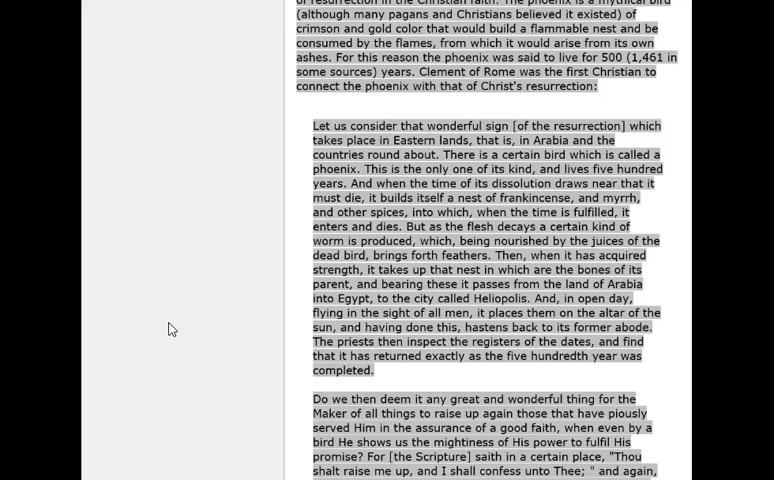 of resurrection in the Christian faith. The phoenix is a mythical bird
(although many pagans and Christians believed it existed) of
crimson and gold color that would build a flammable nest and be
consumed by the flames, from which it would arise from its own
ashes. For this reason the phoenix was said to live for 500 (1,461 in
some sources) years. Clement of Rome was the first Christian to
connect the phoenix with that of Christ's resurrection:
Let us consider that wonderful sign [of the resurrection] which
takes place in Eastern lands, that is, in Arabia and the
countries round about. There is a certain bird which is called a
phoenix. This is the only one of its kind, and lives five hundred
years. And when the time of its dissolution draws near that it
must die, it builds itself a nest of frankincense, and myrrh,
and other spices, into which, when the time is fulfilled, it
enters and dies. But as the flesh decays a certain kind of
worm is produced, which, being nourished by the juices of the
dead bird, brings forth feathers. Then, when it has acquired
strength, it takes up that nest in which are the bones of its
parent, and bearing these it passes from the land of Arabia
into Egypt, to the city called Heliopolis. And, in open day,
flying in the sight of all men, it places them on the altar of the
sun, and having done this, hastens back to its former abode.
The priests then inspect the registers of the dates, and find
that it has returned exactly as the five hundredth year was
completed.
Do we then deem it any great and wonderful thing for the
Maker of all things to raise up again those that have piously
served Him in the assurance of a good faith, when even by a
bird He shows us the mightiness of His power to fulfil His
promise? For [the Scripture] saith in a certain place, "Thou
shalt raise me up, and I shall confess unto Thee; " and again,